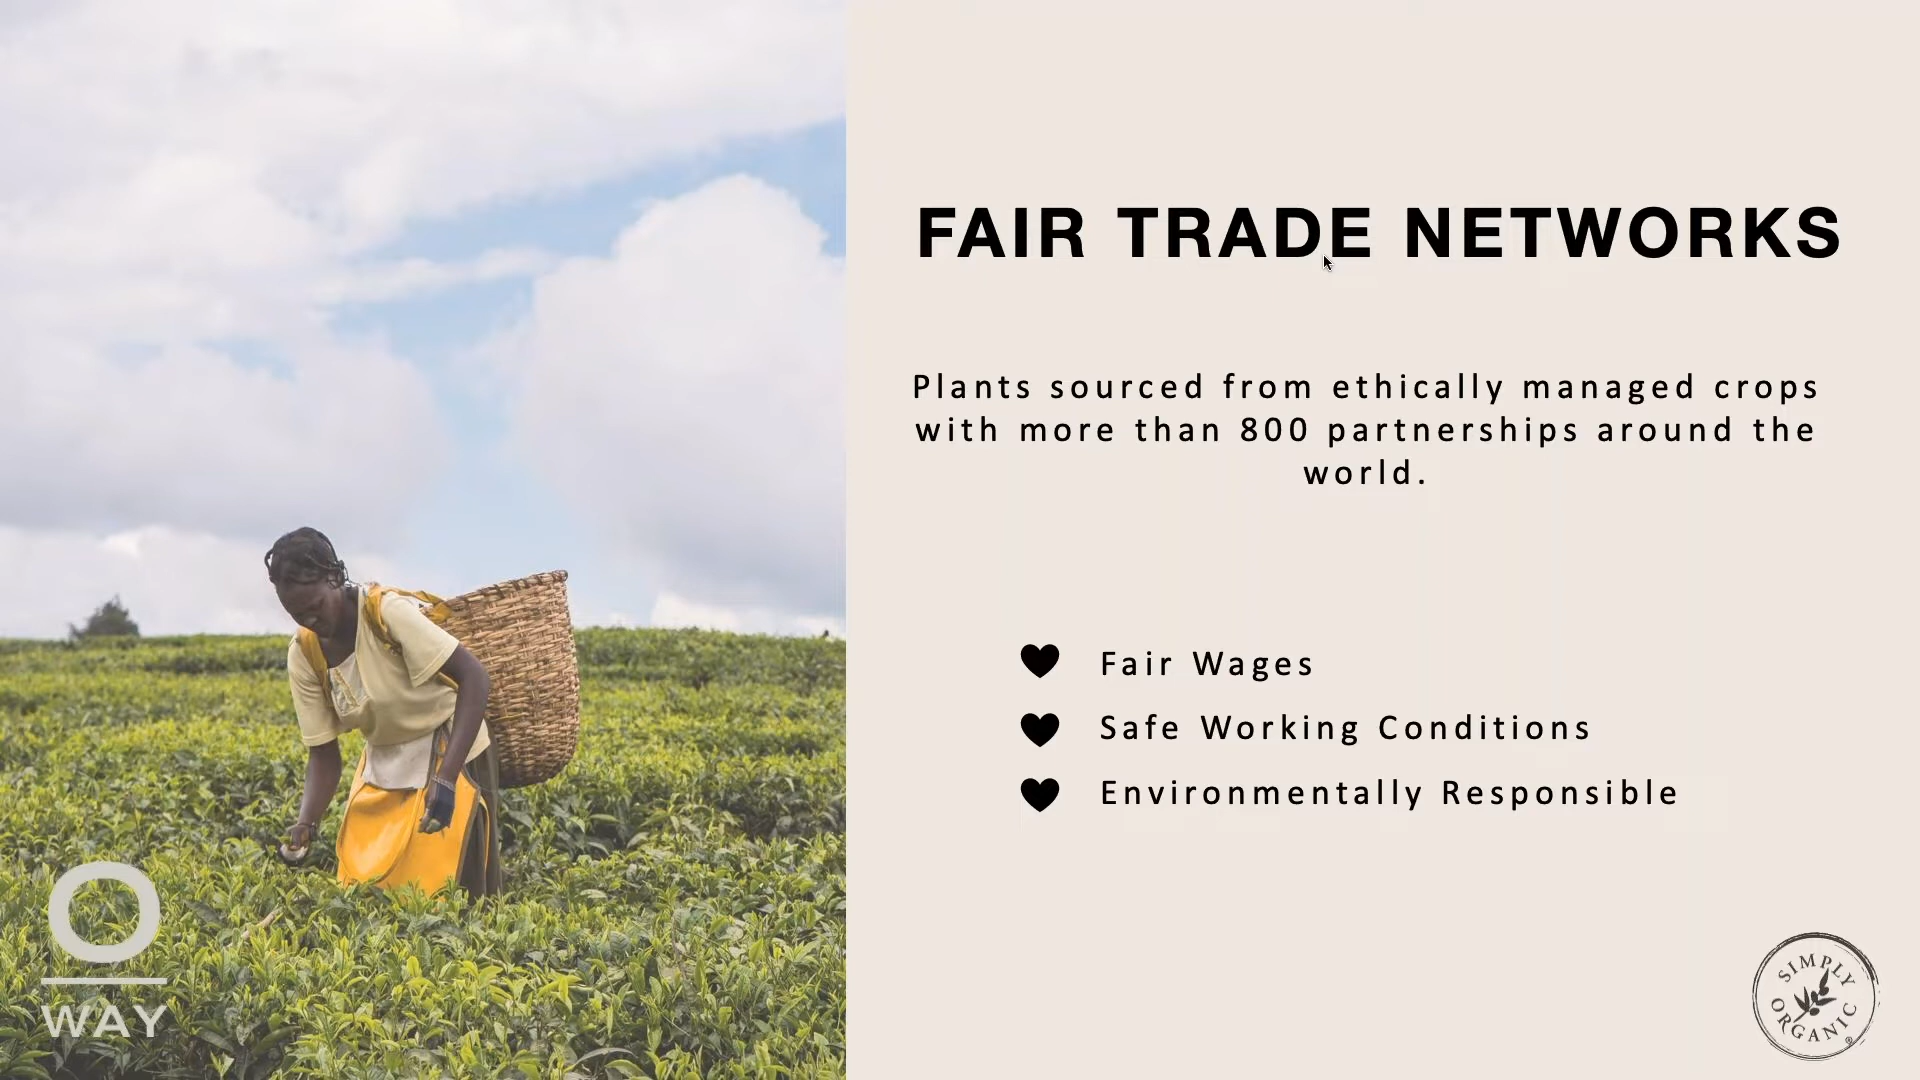 FAIR TRADE NETWORKS
Plants sourced from ethically managed crops
with more than 800 partnerships around the
world.
Fair Wages
Safe Working Conditions
Environmentally Responsible
O
WAY
SIMPLY
ORGANIC®